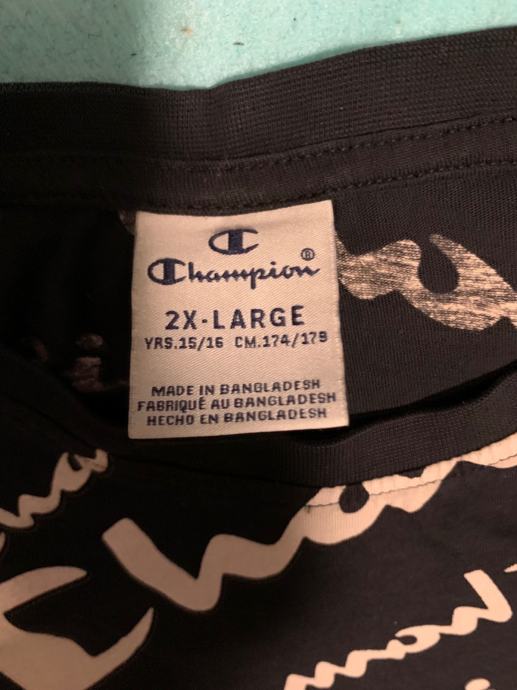 Champion®
2X-LARGE
YRS.15/16 CM.174/179
MADE IN BANGLADESH
FABRIQUÉ AU BANGLADESH
HECHO EN BANGLADESH